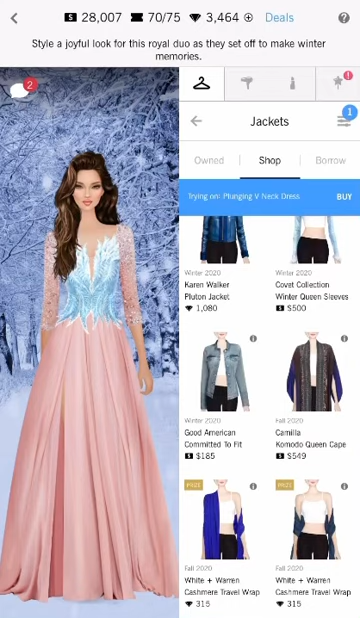 $ 28,007 70/75 3,464 Deals ?
Style a joyful look for this royal duo as they set off to make winter
memories.
2
!
1
Jackets
Owned Shop Borrow
Trying on: Plunging V Neck Dress BUY
Winter 2020 Winter 2020
Karen Walker Covet Collection
Pluton Jacket Winter Queen Sleeves
1,080 $ $500
Winter 2020 Fall 2020
Good American Camilla
Committed To Fit Komodo Queen Cape
$ $185 $ $549
PRIZE PRIZE
Fall 2020 Fall 2020
White + Warren White + Warren
Cashmere Travel Wrap Cashmere Travel Wrap
315 315